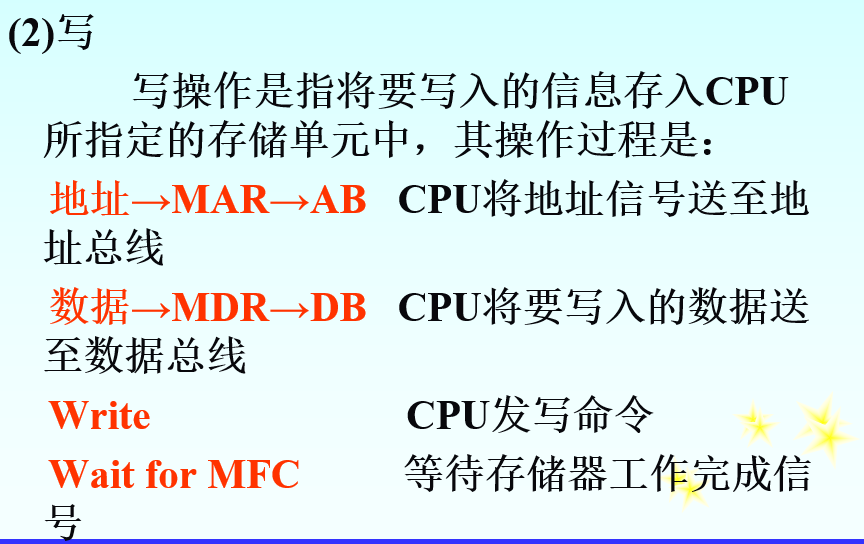 (2)写
写操作是指将要写入的信息存入CPU
所指定的存储单元中，其操作过程是：
地址→MAR→AB CPU将地址信号送至地
址总线
数据→MDR→DB CPU将要写入的数据送
至数据总线
Write CPU发写命令
Wait for MFC 等待存储器工作完成信
号